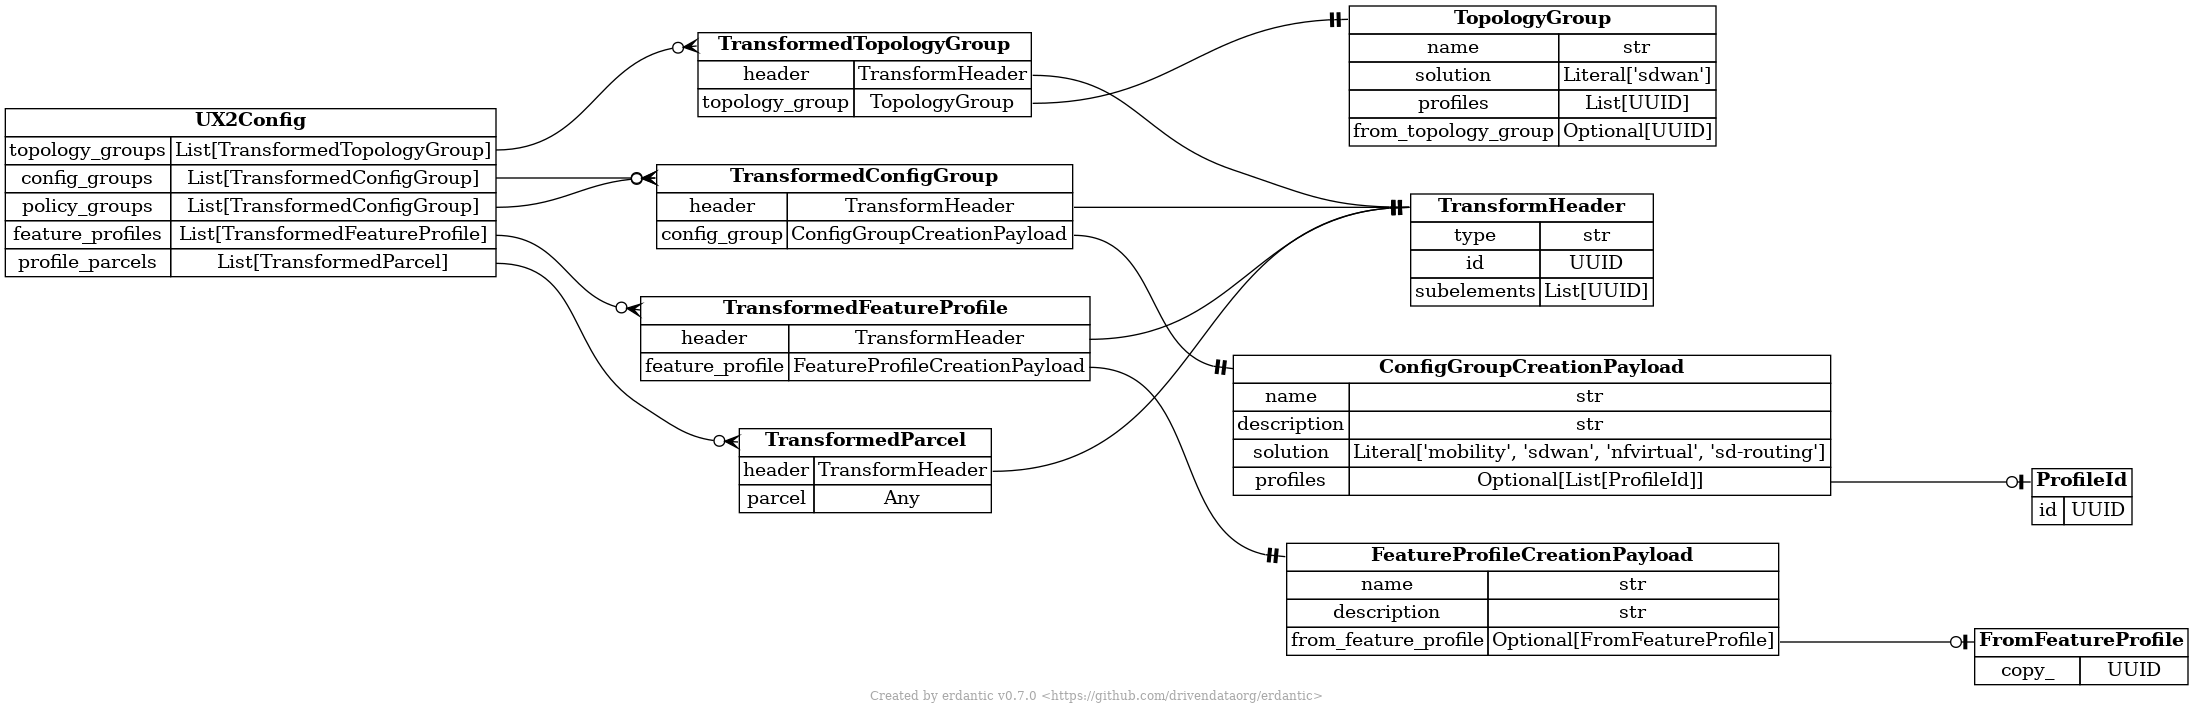 UX2Config
topology_groups List[TransformedTopologyGroup]
config_groups List[TransformedConfigGroup]
policy_groups List[TransformedConfigGroup]
feature_profiles List[TransformedFeatureProfile]
profile_parcels List[TransformedParcel]
TransformedTopologyGroup
header TransformHeader
topology_group TopologyGroup
TransformedConfigGroup
header TransformHeader
config_group ConfigGroupCreationPayload
TransformedFeatureProfile
header TransformHeader
feature_profile FeatureProfileCreationPayload
TransformedParcel
header TransformHeader
parcel Any
TopologyGroup
name str
solution Literal['sdwan']
profiles List[UUID]
from_topology_group Optional[UUID]
TransformHeader
type str
id UUID
subelements List[UUID]
ConfigGroupCreationPayload
name str
description str
solution Literal['mobility', 'sdwan', 'nfvirtual', 'sd-routing']
profiles Optional[List[ProfileId]]
FeatureProfileCreationPayload
name str
description str
from_feature_profile Optional[FromFeatureProfile]
ProfileId
id UUID
FromFeatureProfile
copy_ UUID
Created by erdantic v0.7.0 <https://github.com/drivendataorg/erdantic>